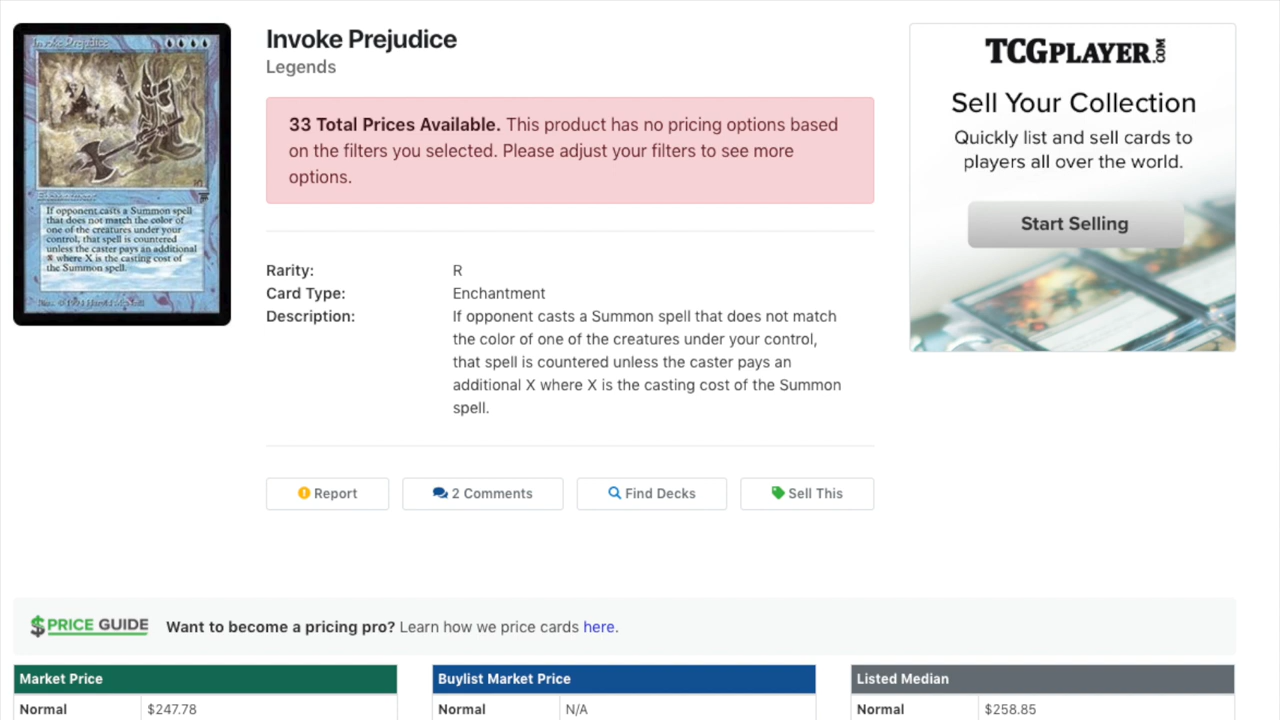 Invoke Prejudice
If opponent casts a Summon spell
that does not match the color of
one of the creatures under your
control, that spell is countered
unless the caster pays an additional
X where X is the casting cost of
the Summon spell.
Invoke Prejudice
Legends
33 Total Prices Available. This product has no pricing options based
on the filters you selected. Please adjust your filters to see more
options.
Rarity: R
Card Type: Enchantment
Description: If opponent casts a Summon spell that does not match
the color of one of the creatures under your control,
that spell is countered unless the caster pays an
additional X where X is the casting cost of the Summon
spell.
Report 2 Comments Find Decks Sell This
TCGPLAYER.COM
Sell Your Collection
Quickly list and sell cards to
players all over the world.
Start Selling
$PRICE GUIDE Want to become a pricing pro? Learn how we price cards here.
Market Price
Normal $247.78
Buylist Market Price
Normal N/A
Listed Median
Normal $258.85